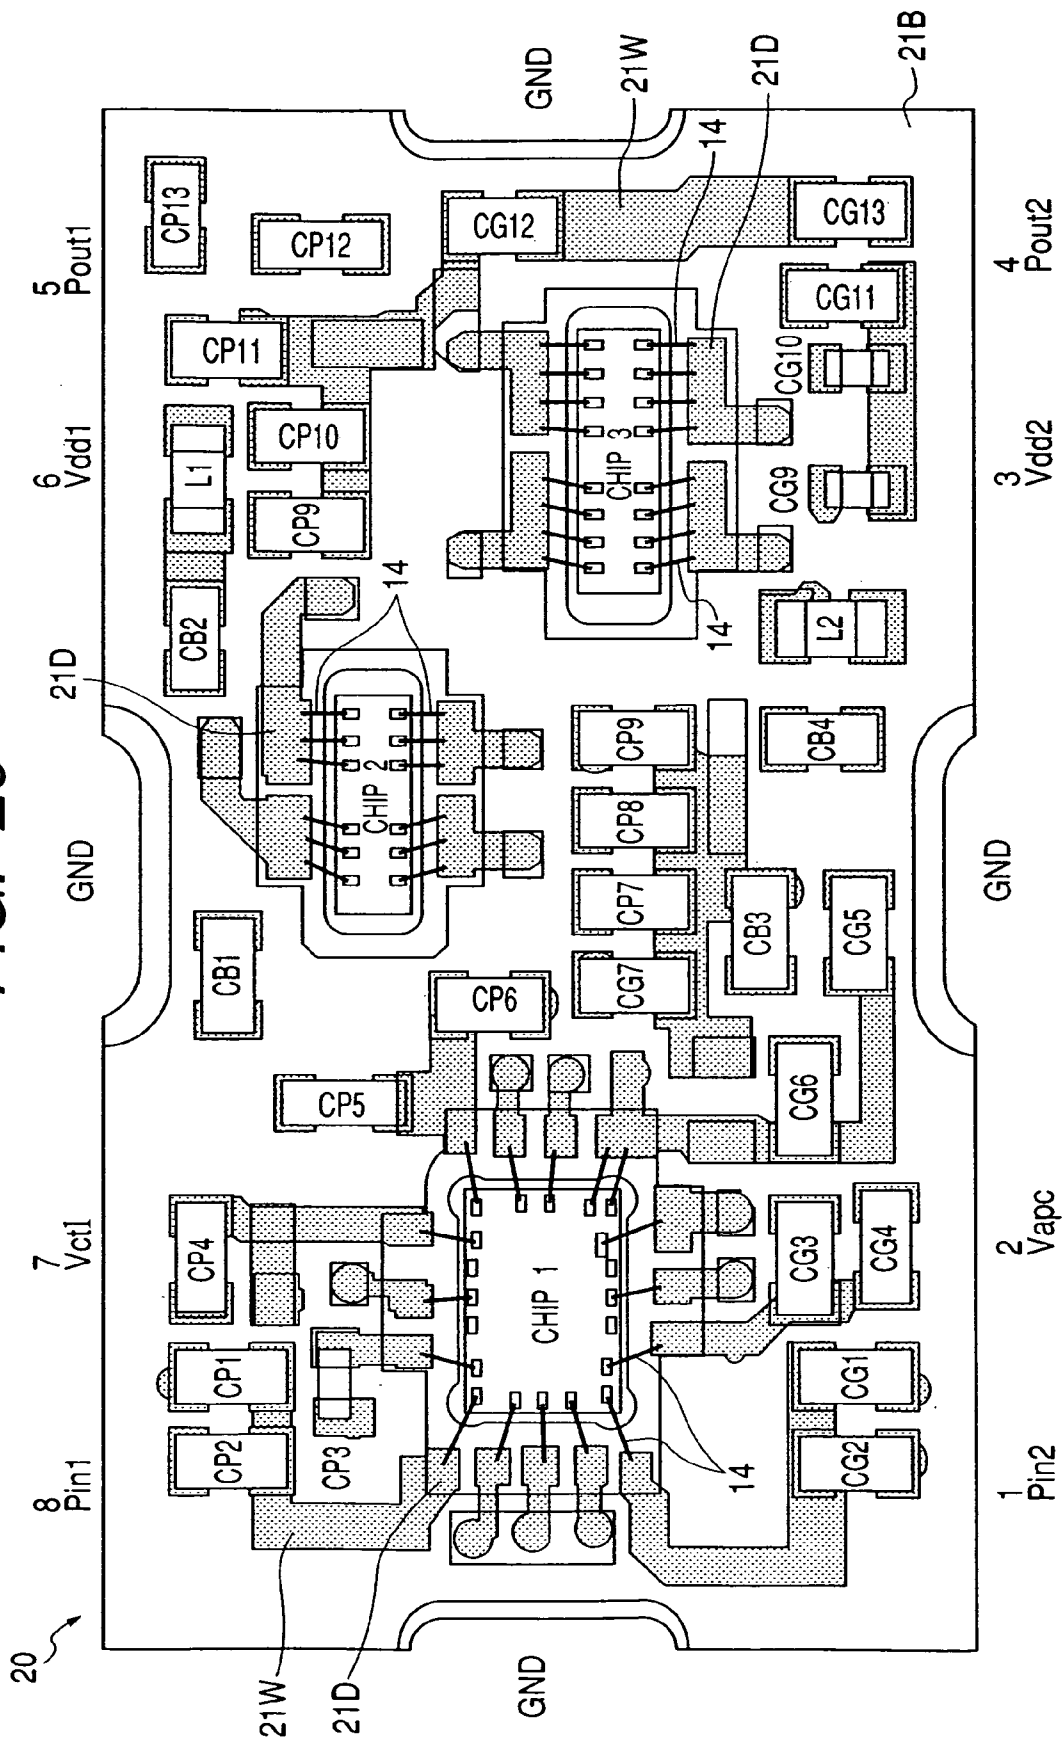 FIG.
20
8
Pin1
7
Vctl
GND
6
Vdd1
5
Pout1
21W
21D
GND
CP2
CP1
CP3
CP4
CP5
CB1
CP6
21D
CB2
L1
CP9
CP10
CP11
CP12
CP13
14
CHIP 1
CHIP 2
CHIP 3
CG12
GND
21W
21D
14
14
14
CG7
CP7
CP8
CP9
CG2
CG1
CG3
CG4
CG6
CB3
CG5
CB4
L2
CG9
CG10
CG11
CG13
21B
1
Pin2
2
Vapc
GND
3
Vdd2
4
Pout2